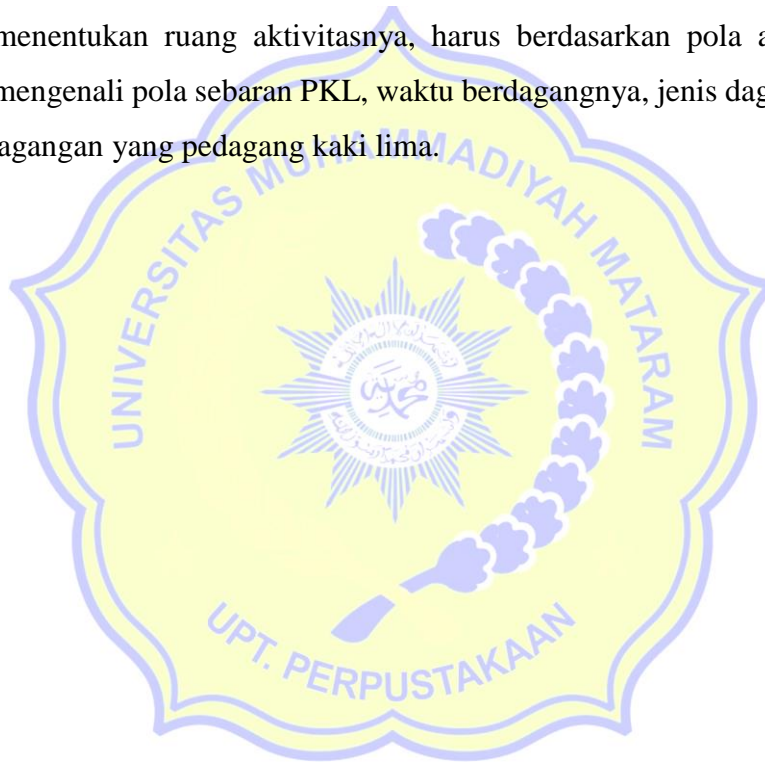 menentukan ruang aktivitasnya, harus berdasarkan pola a
mengenali pola sebaran PKL, waktu berdagangnya, jenis dag
agangan yang pedagang kaki lima.
UNIVERSITAS MUHAMMADIYAH MATARAM
UPT. PERPUSTAKAAN